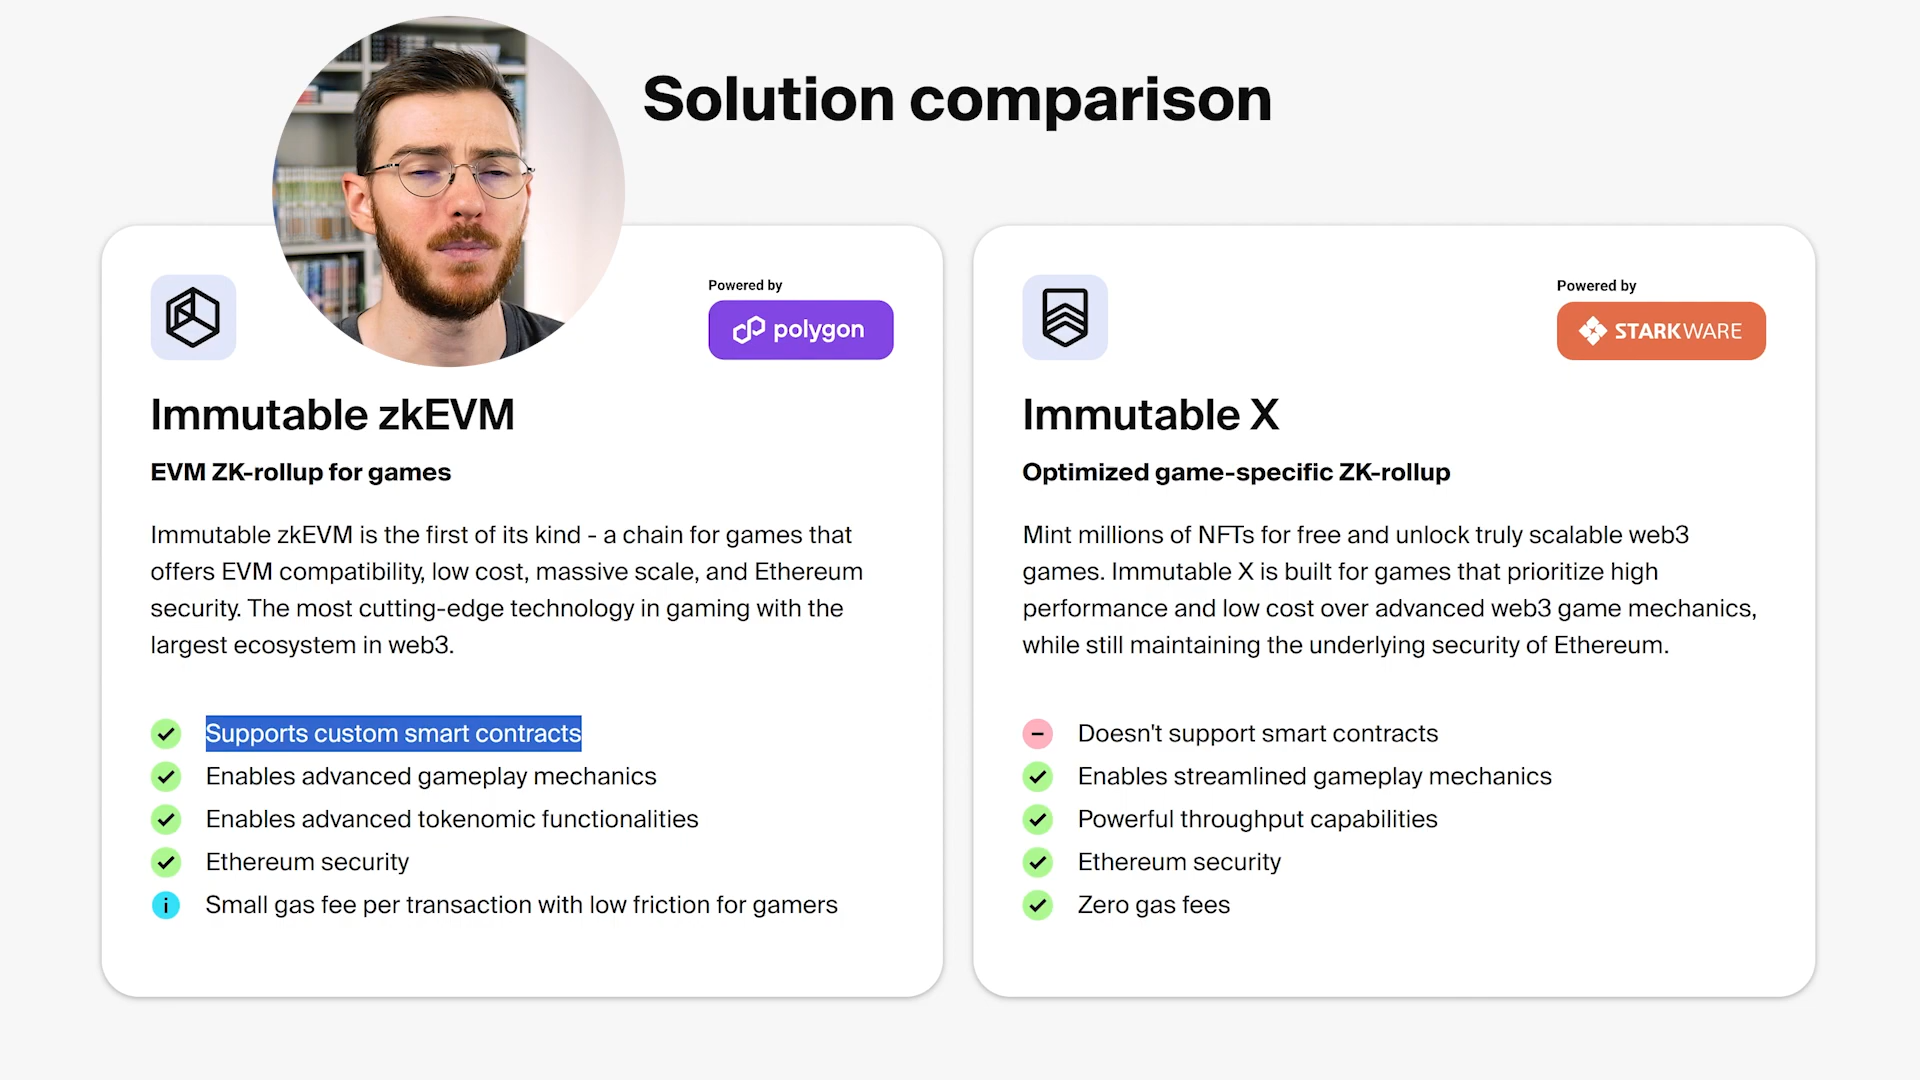 Solution comparison
Powered by
polygon
Immutable zkEVM
EVM ZK-rollup for games
Immutable zkEVM is the first of its kind - a chain for games that
offers EVM compatibility, low cost, massive scale, and Ethereum
security. The most cutting-edge technology in gaming with the
largest ecosystem in web3.
Supports custom smart contracts
Enables advanced gameplay mechanics
Enables advanced tokenomic functionalities
Ethereum security
Small gas fee per transaction with low friction for gamers
Powered by
STARKWARE
Immutable X
Optimized game-specific ZK-rollup
Mint millions of NFTs for free and unlock truly scalable web3
games. Immutable X is built for games that prioritize high
performance and low cost over advanced web3 game mechanics,
while still maintaining the underlying security of Ethereum.
Doesn't support smart contracts
Enables streamlined gameplay mechanics
Powerful throughput capabilities
Ethereum security
Zero gas fees